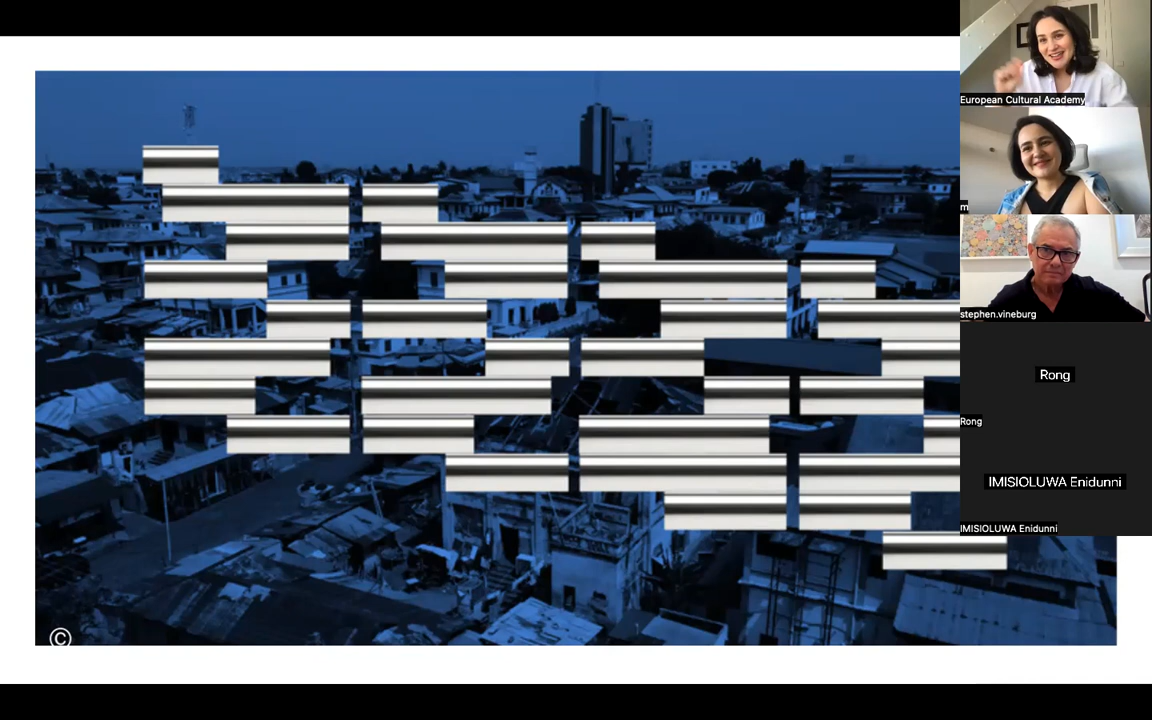 European Cultural Academy
m
stephen.vineburg
Rong
Rong
IMISIOLUWA Enidunni
IMISIOLUWA Enidunni
©